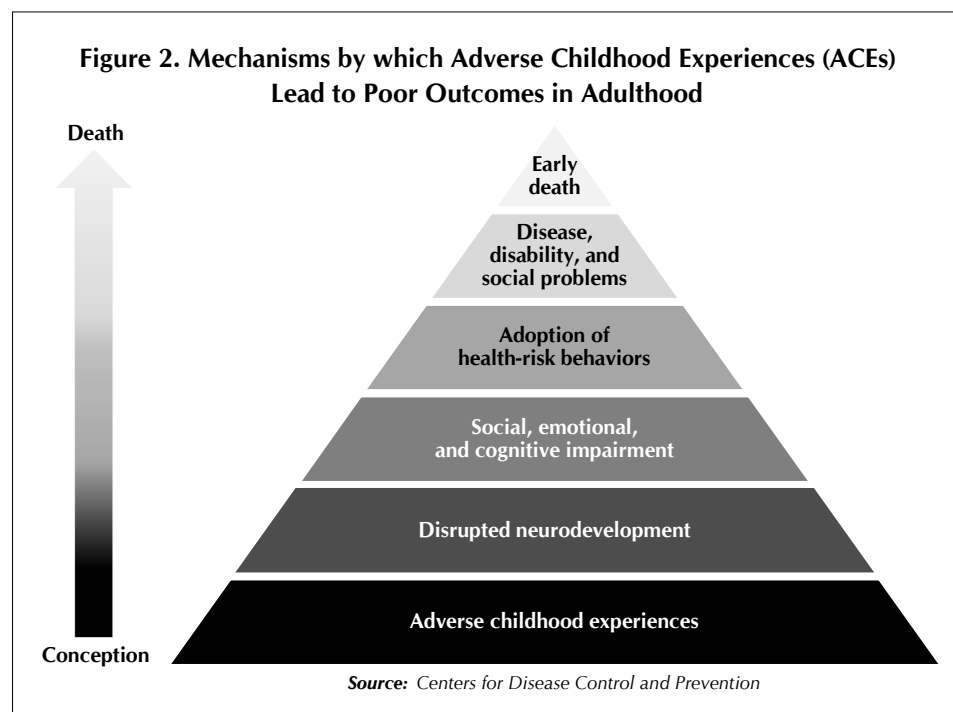 Figure 2. Mechanisms by which Adverse Childhood Experiences (ACEs)
Lead to Poor Outcomes in Adulthood
Death
Early
death
Disease,
disability, and
social problems
Adoption of
health-risk behaviors
Social, emotional,
and cognitive impairment
Disrupted neurodevelopment
Adverse childhood experiences
Conception
Source: Centers for Disease Control and Prevention